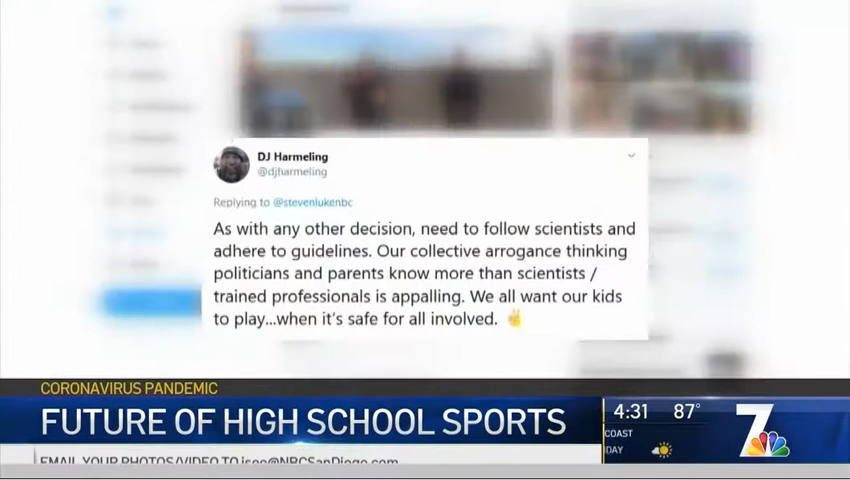 DJ Harmeling
@djharmeling
Replying to @stevenlukenbc
As with any other decision, need to follow scientists and
adhere to guidelines. Our collective arrogance thinking
politicians and parents know more than scientists /
trained professionals is appalling. We all want our kids
to play...when it's safe for all involved. ✌
CORONAVIRUS PANDEMIC
FUTURE OF HIGH SCHOOL SPORTS
4:31 87°
COAST
DAY
7
EMAIL YOUR PHOTOS/VIDEO TO isee@NBCSanDiego.com